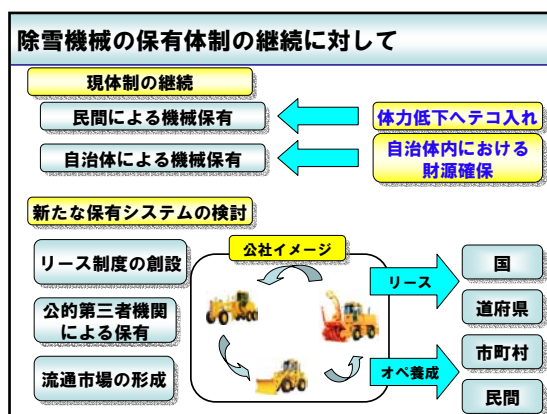 除雪機械の保有体制の継続に対して
現体制の継続
民間による機械保有
体力低下へテコ入れ
自治体による機械保有
自治体内における
財源確保
新たな保有システムの検討
リース制度の創設
公的第三者機関
による保有
流通市場の形成
公社イメージ
リース
オペ養成
国
道府県
市町村
民間